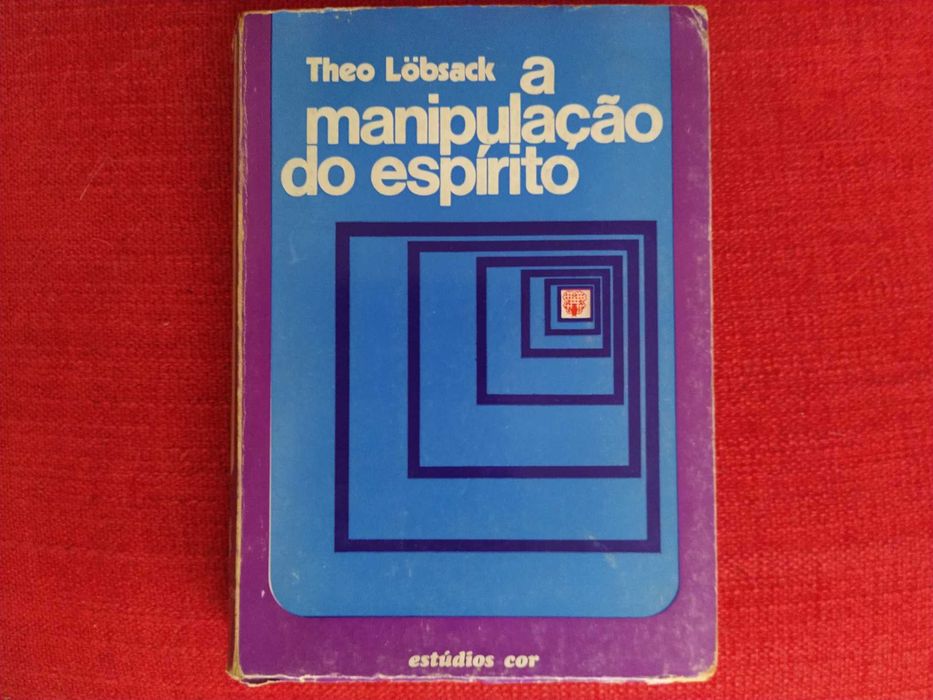 Theo Löbsack a
manipulação
do espírito
estúdios cor